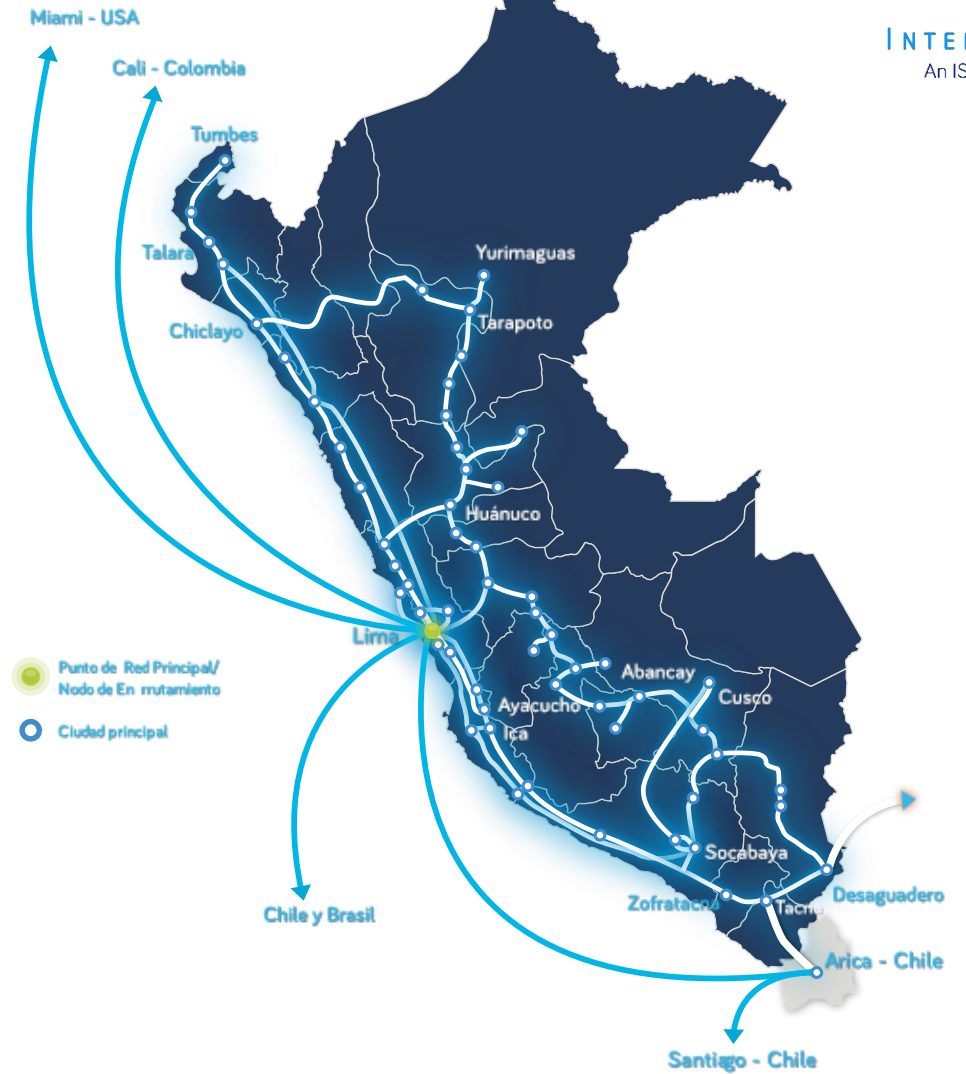 Miami - USA
INTE
An IS
Cali - Colombia
Tumbes
Talara
Yurimaguas
Chiclayo
Tarapoto
Huánuco
Lima
Punto de Red Principal/
Nodo de En rrutamiento
Ciudad principal
Abancay
Cusco
Ayacucho
Ica
Socabaya
Zofratacna
Tacna
Desaguadero
Chile y Brasil
Arica - Chile
Santiago - Chile